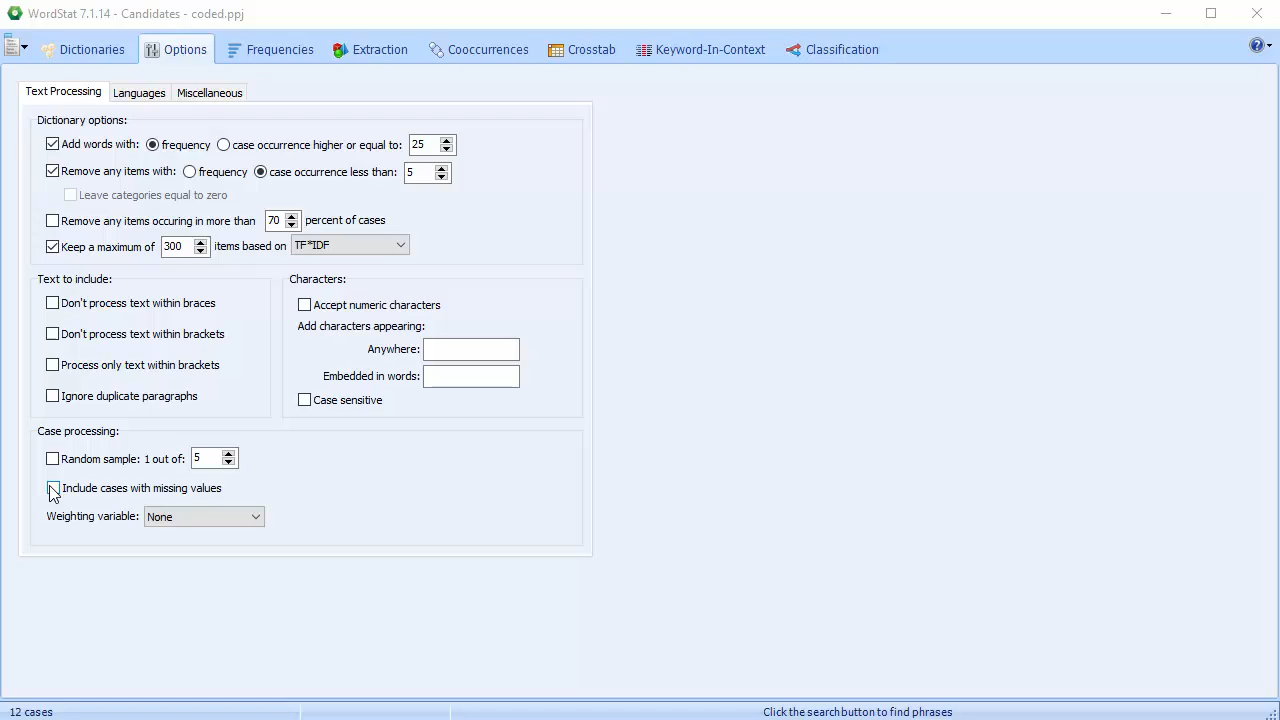 WordStat 7.1.14 - Candidates - coded.ppj
Dictionaries Options Frequencies Extraction Cooccurrences Crosstab Keyword-In-Context Classification ?
Text Processing Languages Miscellaneous
Dictionary options:
Add words with: frequency case occurrence higher or equal to: 25
Remove any items with: frequency case occurrence less than: 5
Leave categories equal to zero
Remove any items occuring in more than 70 percent of cases
Keep a maximum of 300 items based on TF*IDF
Text to include:
Don't process text within braces
Don't process text within brackets
Process only text within brackets
Ignore duplicate paragraphs
Characters:
Accept numeric characters
Add characters appearing:
Anywhere:
Embedded in words:
Case sensitive
Case processing:
Random sample: 1 out of: 5
Include cases with missing values
Weighting variable: None
12 cases Click the search button to find phrases